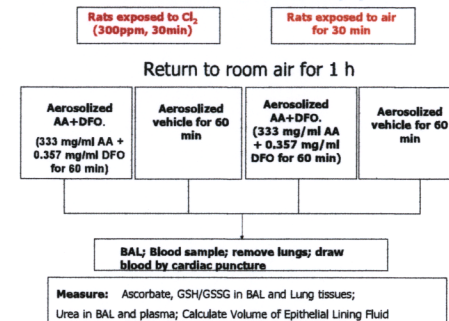 Rats exposed to Cl2
(300ppm, 30min)
Rats exposed to air
for 30 min
Return to room air for 1 h
Aerosolized
AA+DFO.
(333 mg/ml AA +
0.357 mg/ml DFO
for 60 min)
Aerosolized
vehicle for 60
min
Aerosolized
AA+DFO.
(333 mg/ml AA
+ 0.357 mg/ml
DFO for 60 min)
Aerosolized
vehicle for 60
min
BAL; Blood sample; remove lungs; draw
blood by cardiac puncture
Measure: Ascorbate, GSH/GSSG in BAL and Lung tissues;
Urea in BAL and plasma; Calculate Volume of Epithelial Lining Fluid